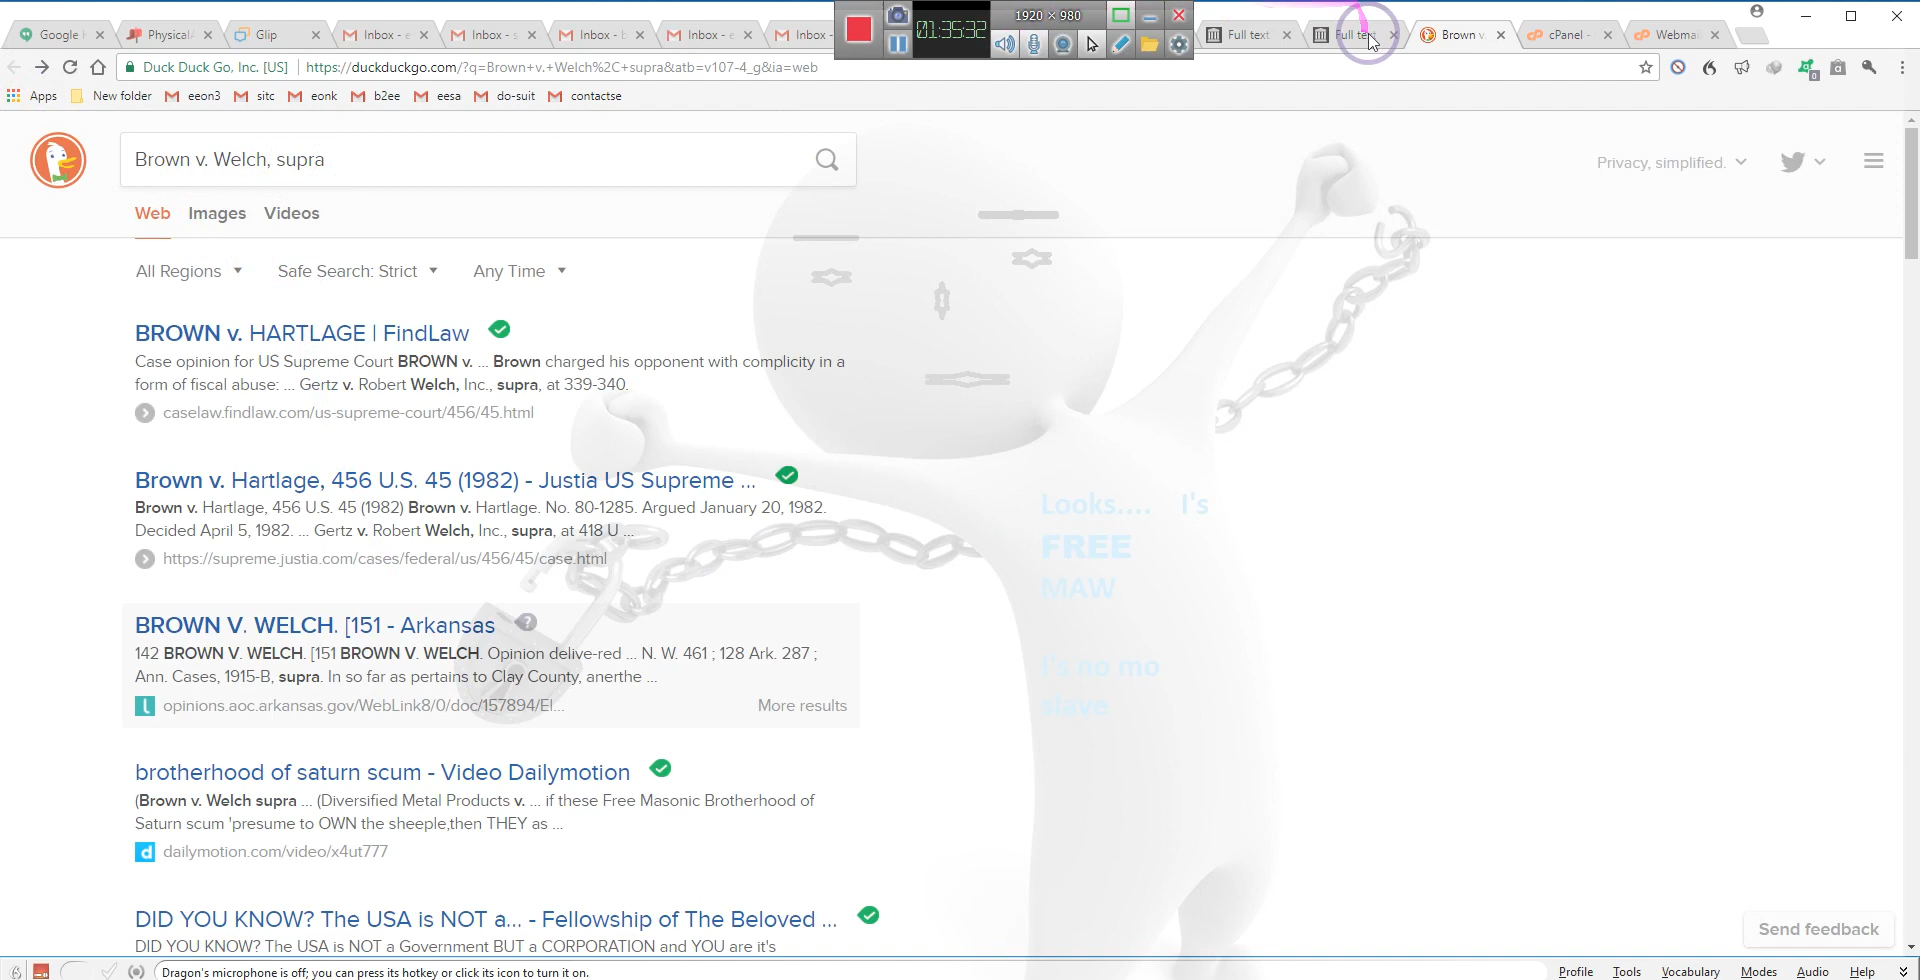 Google H
Physical
Glip
Inbox - e
Inbox - s
Inbox - b
Inbox - e
Inbox -
01:35:32
1920 × 980
Full text
Full text
Brown v.
cPanel -
Webmai
Duck Duck Go, Inc. [US]
https://duckduckgo.com/?q=Brown+v.+Welch%2C+supra&atb=v107-4_g&ia=web
Apps
New folder
eeon3
sitc
eonk
b2ee
eesa
do-suit
contactse
Brown v. Welch, supra
Privacy, simplified.
Web Images Videos
All Regions Safe Search: Strict Any Time
BROWN v. HARTLAGE | FindLaw
Case opinion for US Supreme Court BROWN v. ... Brown charged his opponent with complicity in a
form of fiscal abuse: ... Gertz v. Robert Welch, Inc., supra, at 339-340.
caselaw.findlaw.com/us-supreme-court/456/45.html
Brown v. Hartlage, 456 U.S. 45 (1982) - Justia US Supreme ...
Brown v. Hartlage, 456 U.S. 45 (1982) Brown v. Hartlage. No. 80-1285. Argued January 20, 1982.
Decided April 5, 1982. ... Gertz v. Robert Welch, Inc., supra, at 418 U ...
https://supreme.justia.com/cases/federal/us/456/45/case.html
Looks.... I's
FREE
MAW
I's no mo
slave
BROWN V. WELCH. [151 - Arkansas
142 BROWN V. WELCH. [151 BROWN V. WELCH. Opinion delive-red ... N. W. 461 ; 128 Ark. 287 ;
Ann. Cases, 1915-B, supra. In so far as pertains to Clay County, anerthe ...
opinions.aoc.arkansas.gov/WebLink8/0/doc/157894/El...
More results
brotherhood of saturn scum - Video Dailymotion
(Brown v. Welch supra ... (Diversified Metal Products v. ... if these Free Masonic Brotherhood of
Saturn scum 'presume to OWN the sheeple,then THEY as ...
dailymotion.com/video/x4ut777
DID YOU KNOW? The USA is NOT a... - Fellowship of The Beloved ...
DID YOU KNOW? The USA is NOT a Government BUT a CORPORATION and YOU are it's
Send feedback
Dragon's microphone is off; you can press its hotkey or click its icon to turn it on.
Profile Tools Vocabulary Modes Audio Help